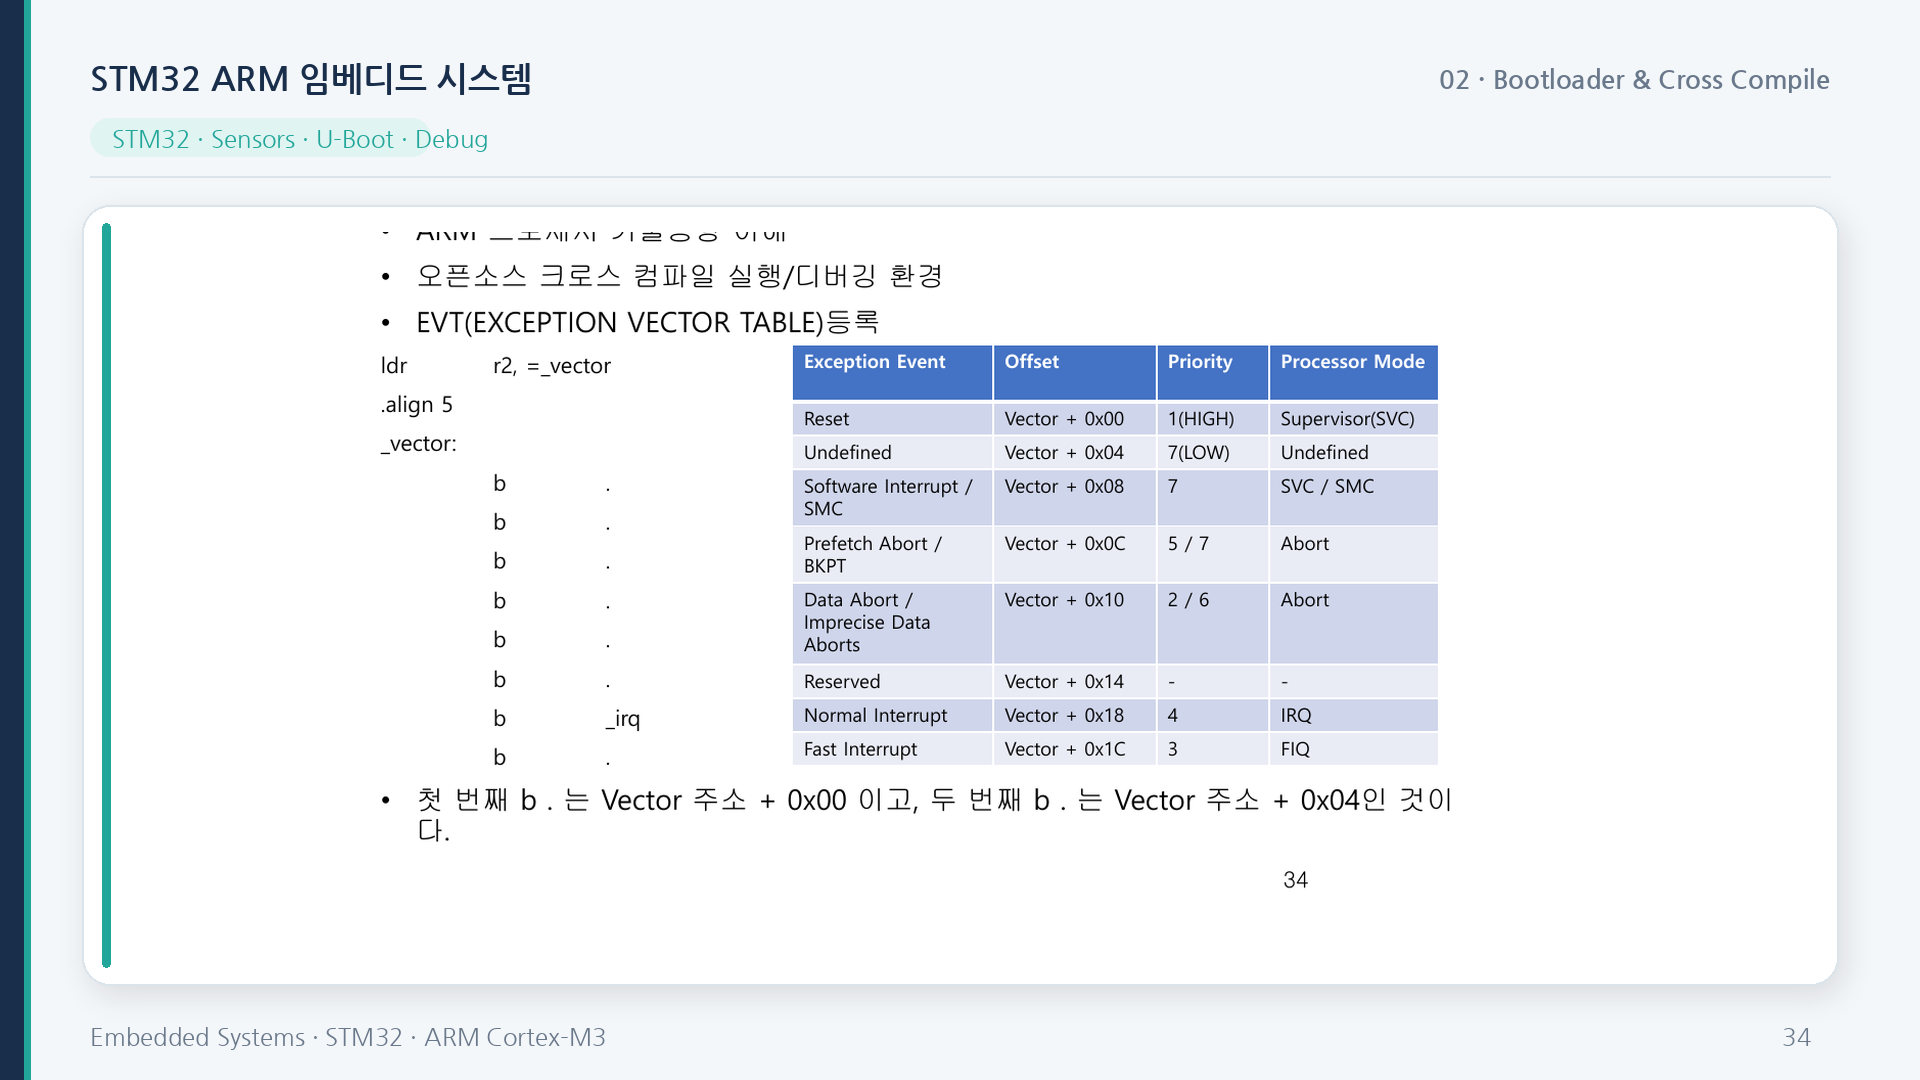 STM32 ARM 임베디드 시스템
02 · Bootloader & Cross Compile
STM32 · Sensors · U-Boot · Debug
• 오픈소스 크로스 컴파일 실행/디버깅 환경
• EVT(EXCEPTION VECTOR TABLE)등록
ldr r2, =_vector
.align 5
_vector:
b .
b .
b .
b .
b .
b .
b _irq
b .
Exception Event Offset Priority Processor Mode
Reset Vector + 0x00 1(HIGH) Supervisor(SVC)
Undefined Vector + 0x04 7(LOW) Undefined
Software Interrupt / Vector + 0x08 7 SVC / SMC
SMC
Prefetch Abort / Vector + 0x0C 5 / 7 Abort
BKPT
Data Abort / Vector + 0x10 2 / 6 Abort
Imprecise Data
Aborts
Reserved Vector + 0x14 - -
Normal Interrupt Vector + 0x18 4 IRQ
Fast Interrupt Vector + 0x1C 3 FIQ
• 첫 번째 b . 는 Vector 주소 + 0x00 이고, 두 번째 b . 는 Vector 주소 + 0x04인 것이
다.
34
Embedded Systems · STM32 · ARM Cortex-M3
34